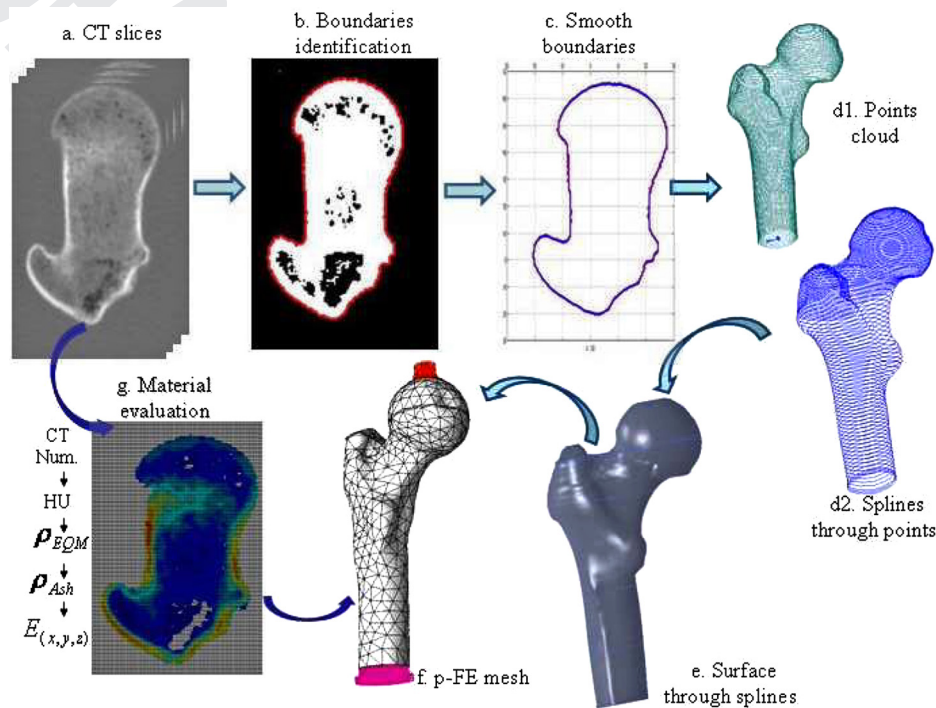 a. CT slices
b. Boundaries
identification
c. Smooth
boundaries
d1. Points
cloud
d2. Splines
through points
e. Surface
through splines
f. p-FE mesh
g. Material
evaluation
CT
Num.
HU
ρEQM
ρAsh
E(x,y,z)